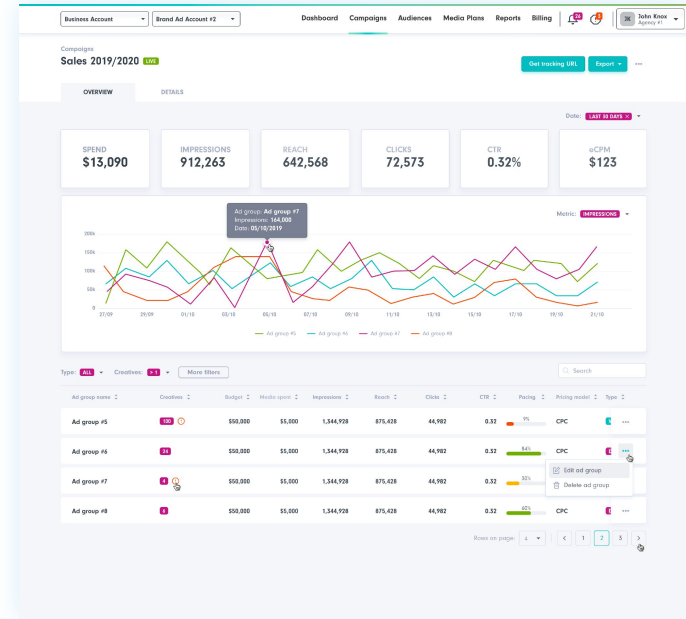 Business Account
Brand Ad Account #2
Dashboard Campaigns Audiences Media Plans Reports Billing
26
JK
John Knox
Agency #1
Campaigns
Sales 2019/2020 LIVE
Get tracking URL
Export
OVERVIEW DETAILS
Date: LAST 30 DAYS ×
SPEND IMPRESSIONS REACH CLICKS CTR eCPM
$13,090 912,263 642,568 72,573 0.32% $123
Ad group: Ad group #7
Impressions: 164,000
Date: 05/10/2019
Metric: IMPRESSIONS
200k
150k
100k
50k
0
27/09 29/09 01/10 03/10 05/10 07/10 09/10 11/10 13/10 15/10 17/10 19/10 21/10
Ad group #5 Ad group #6 Ad group #7 Ad group #8
Type: ALL Creatives: > 1 More filters
Search
Ad group name Creatives Budget Media spent Impressions Reach Clicks CTR Pacing Pricing model Type
Ad group #5 100 $50,000 $5,000 1,344,928 875,428 44,982 0.32 9% CPC
Ad group #6 24 $50,000 $5,000 1,344,928 875,428 44,982 0.32 84% CPC
Edit ad group
Ad group #7 4 $50,000 $5,000 1,344,928 875,428 44,982 0.32 30%
Delete ad group
Ad group #8 6 $50,000 $5,000 1,344,928 875,428 44,982 0.32 60% CPC
Rows on page: 4 < 1 2 3 >